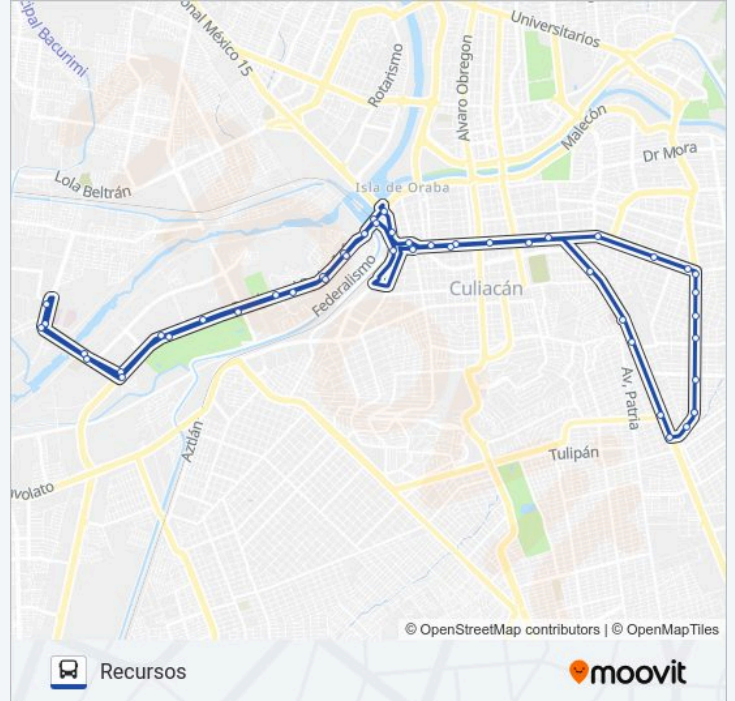 Universitarios
cipal Bacurimi
onal México 15
Rotarismo
Alvaro Obregon
Malecón
Dr Mora
Lola Beltrán
Isla de Oraba
Federalismo
Culiacán
Av, Patria
Aztlán
Tulipán
uvolato
© OpenStreetMap contributors | © OpenMapTiles
Recursos
moovit